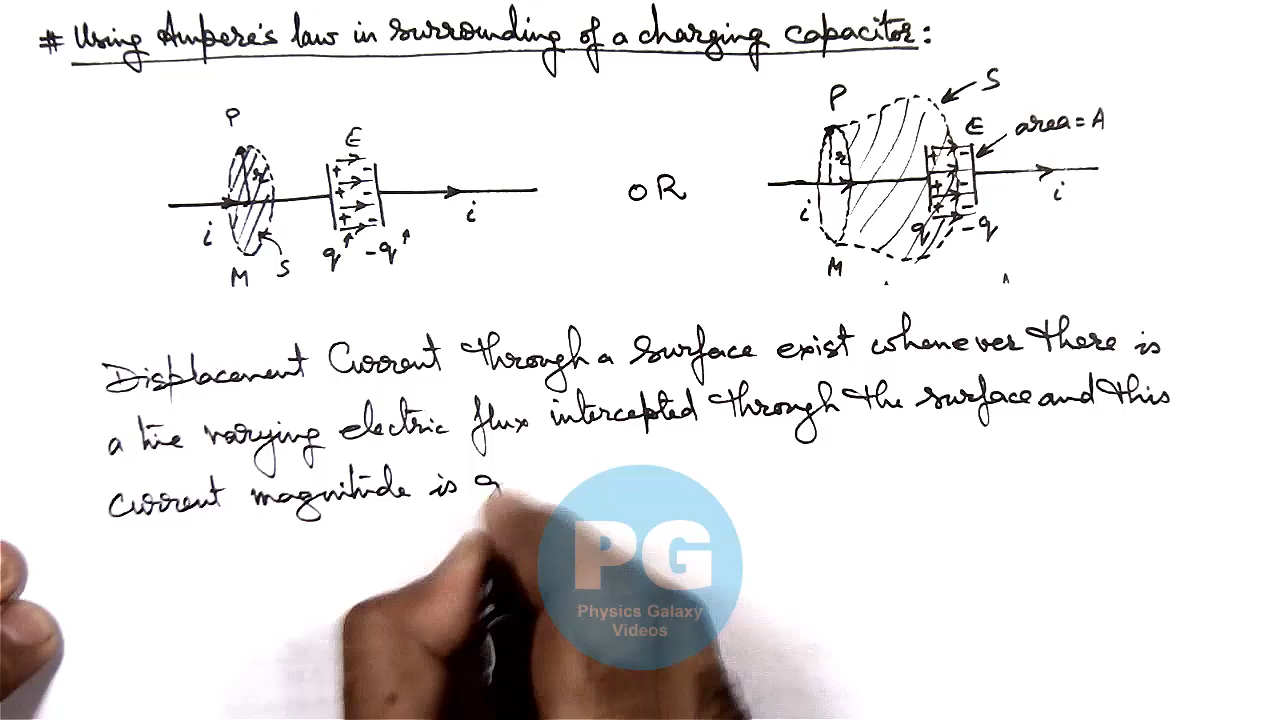 # Using Ampere's law in surrounding of a charging capacitor:
P
E
r
i
M
S
q↑
-q↑
i
OR
P
S
E
area = A
r
i
q
-q
i
M
Displacement Current through a surface exist whenever there is
a time varying electric flux intercepted through the surface and this
current magnitude is g
PG
Physics Galaxy
Videos